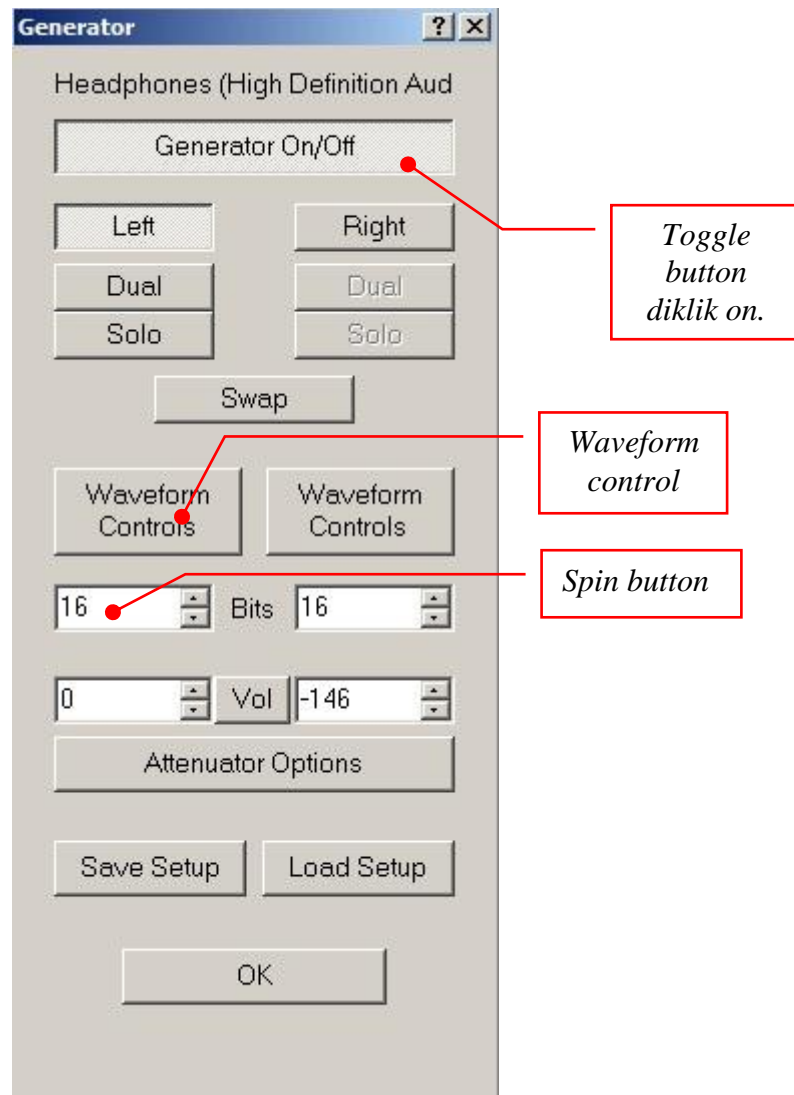 Generator
Headphones (High Definition Aud
Generator On/Off
Left
Right
Dual
Dual
Solo
Solo
Swap
Waveform
Controls
Waveform
Controls
16
Bits
16
0
Vol
-146
Attenuator Options
Save Setup
Load Setup
OK
Toggle
button
diklik on.
Waveform
control
Spin button